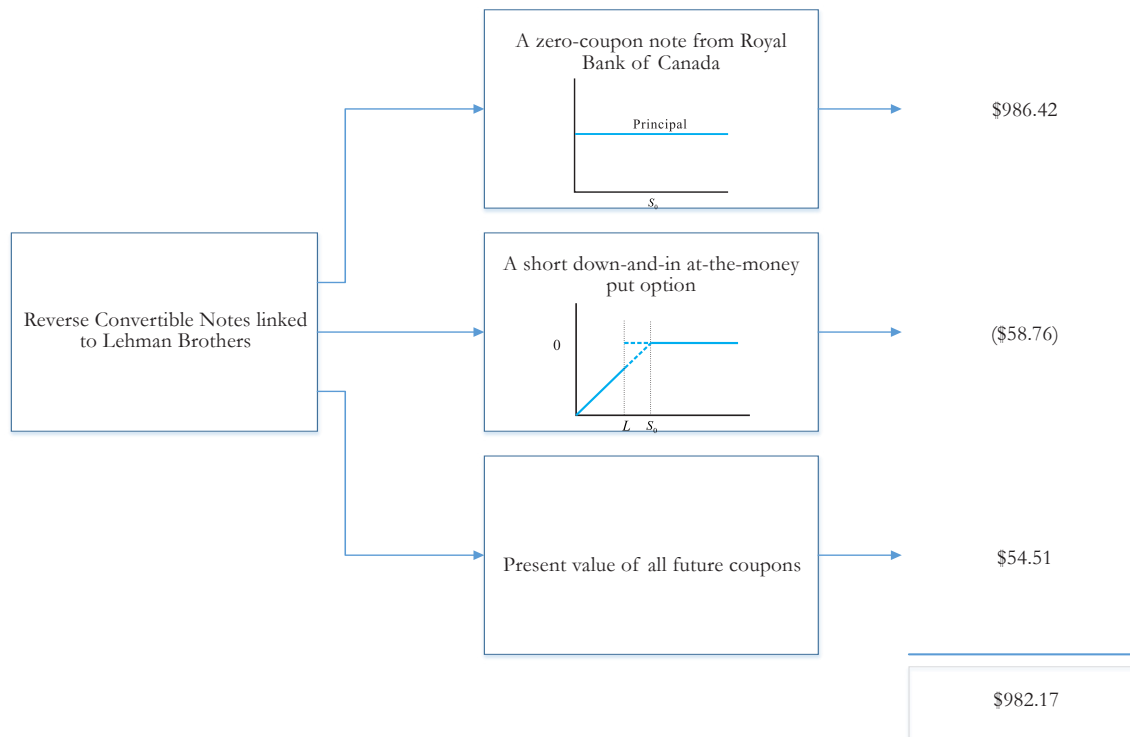 A zero-coupon note from Royal
Bank of Canada
Principal
S₀
$986.42
Reverse Convertible Notes linked
to Lehman Brothers
A short down-and-in at-the-money
put option
0
L S₀
($58.76)
Present value of all future coupons
$54.51
$982.17